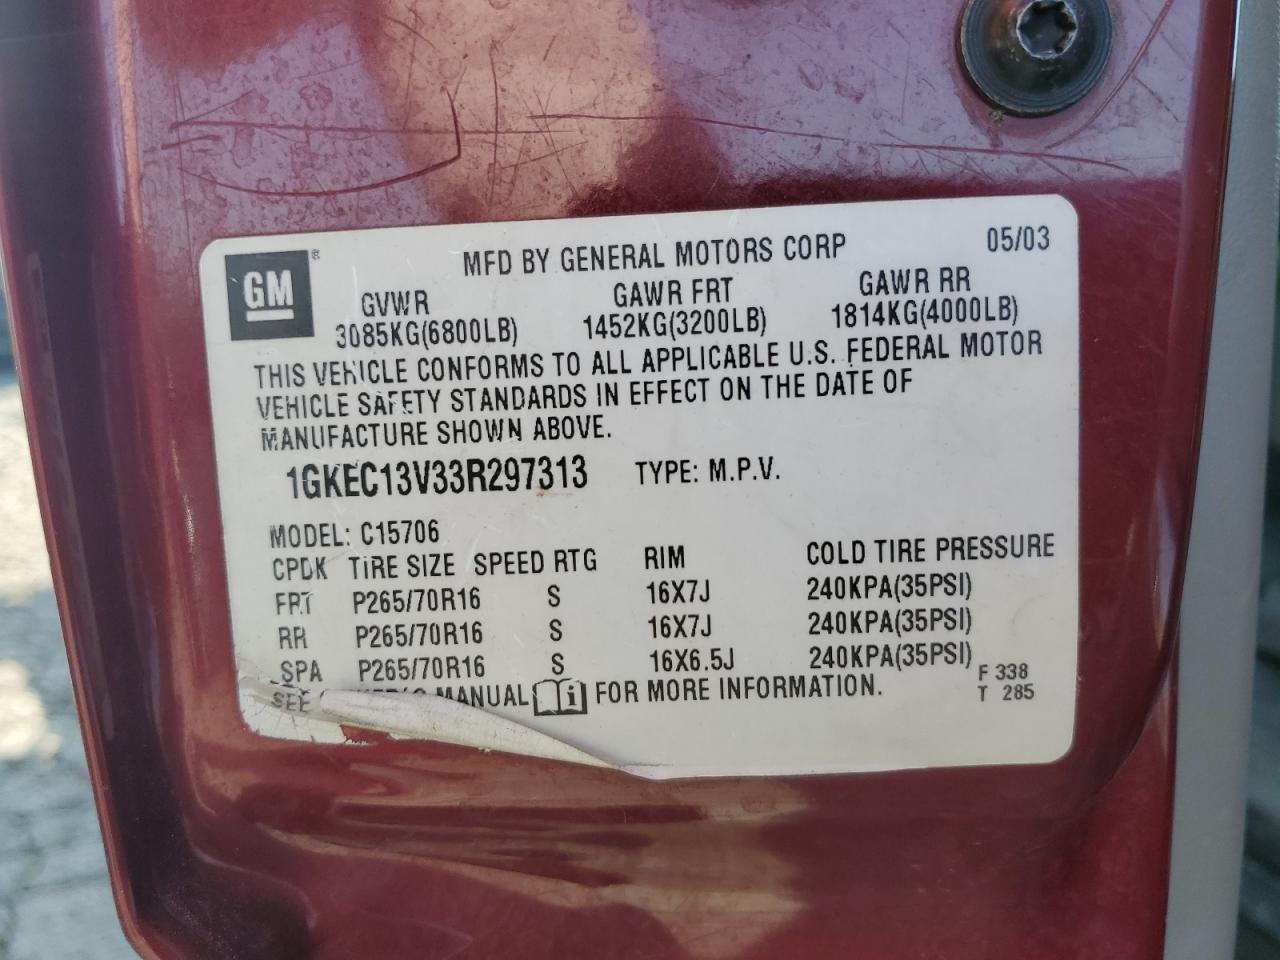 GM ®
MFD BY GENERAL MOTORS CORP 05/03
GVWR GAWR FRT GAWR RR
3085KG(6800LB) 1452KG(3200LB) 1814KG(4000LB)
THIS VEHICLE CONFORMS TO ALL APPLICABLE U.S. FEDERAL MOTOR
VEHICLE SAFETY STANDARDS IN EFFECT ON THE DATE OF
MANUFACTURE SHOWN ABOVE.
1GKEC13V33R297313 TYPE: M.P.V.
MODEL: C15706
CPDK TIRE SIZE SPEED RTG RIM COLD TIRE PRESSURE
FRT P265/70R16 S 16X7J 240KPA(35PSI)
RR P265/70R16 S 16X7J 240KPA(35PSI)
SPA P265/70R16 S 16X6.5J 240KPA(35PSI)
SEE MANUAL FOR MORE INFORMATION.
F 338
T 285